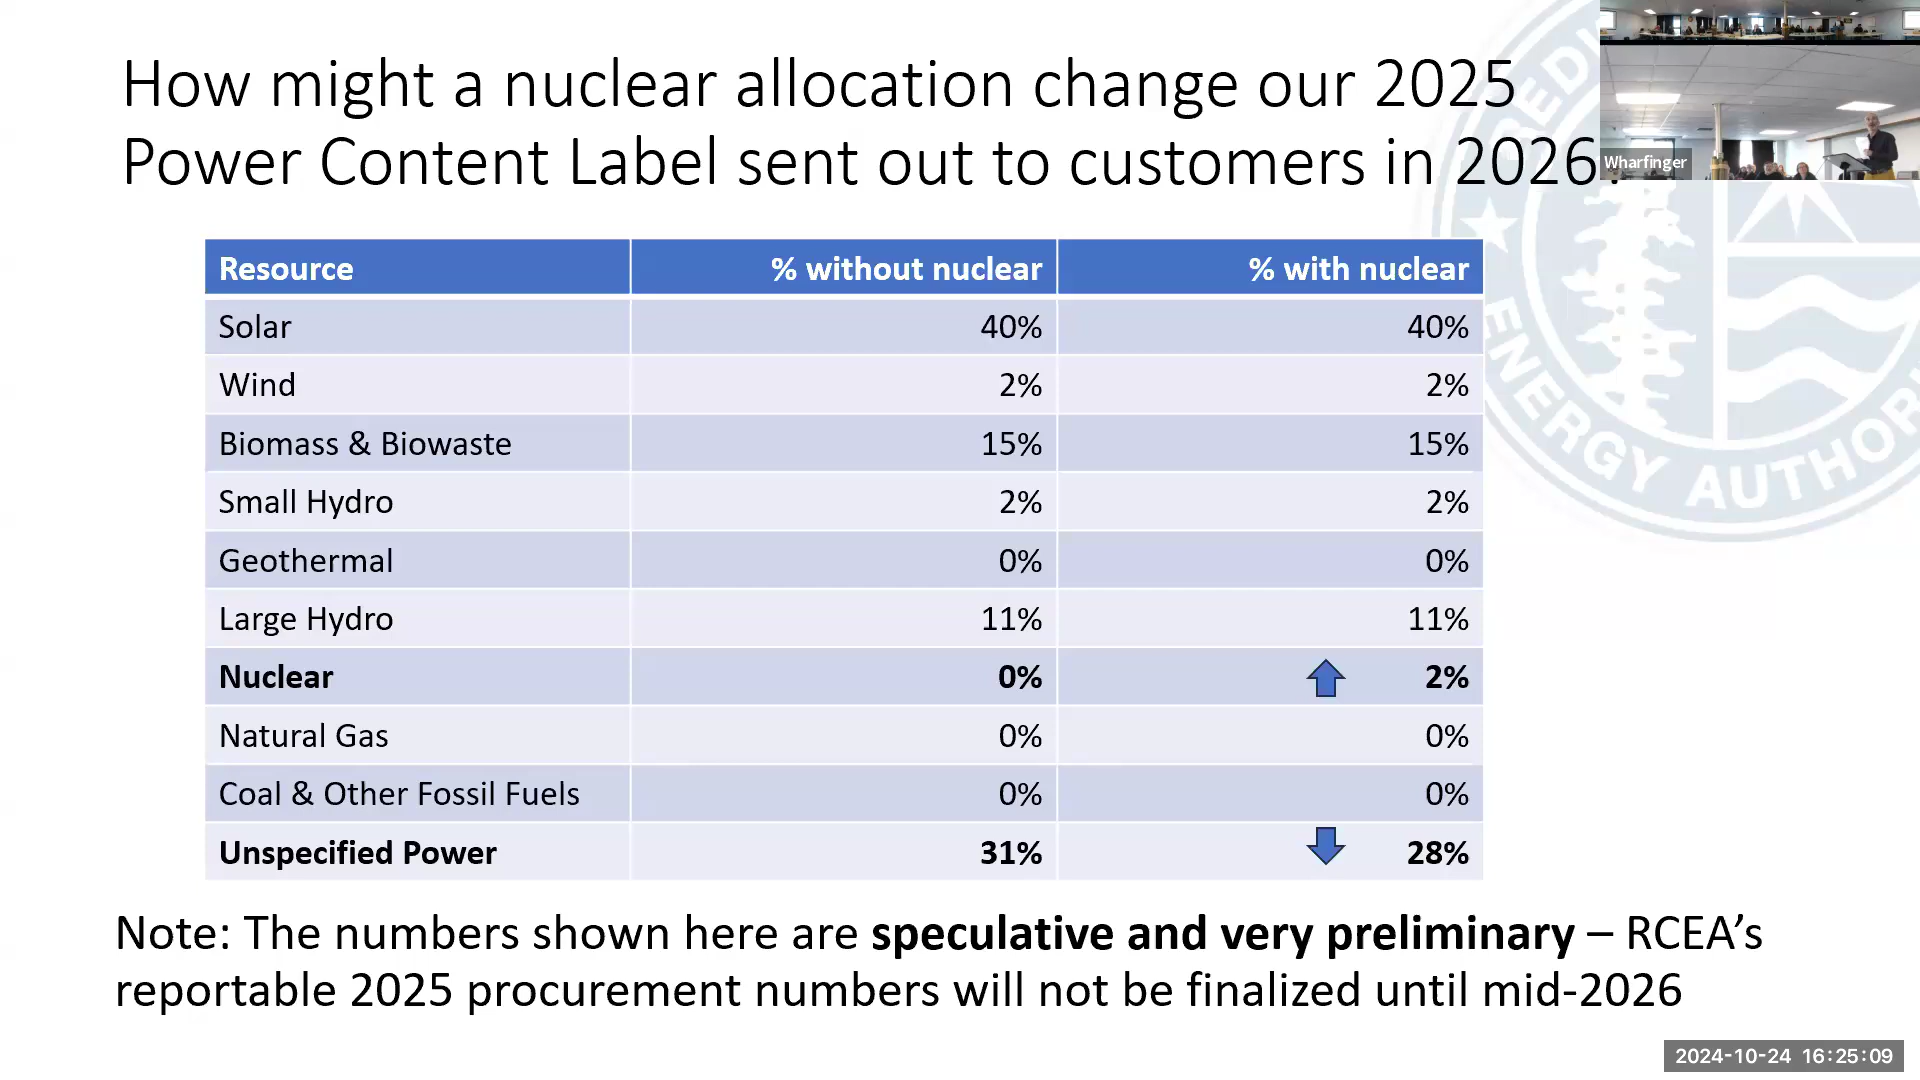 How might a nuclear allocation change our 2025
Power Content Label sent out to customers in 2026
Wharfinger
Resource % without nuclear % with nuclear
Solar 40% 40%
Wind 2% 2%
Biomass & Biowaste 15% 15%
Small Hydro 2% 2%
Geothermal 0% 0%
Large Hydro 11% 11%
Nuclear 0% 2%
Natural Gas 0% 0%
Coal & Other Fossil Fuels 0% 0%
Unspecified Power 31% 28%
Note: The numbers shown here are speculative and very preliminary – RCEA’s
reportable 2025 procurement numbers will not be finalized until mid-2026
ENERGY
2024-10-24 16:25:09